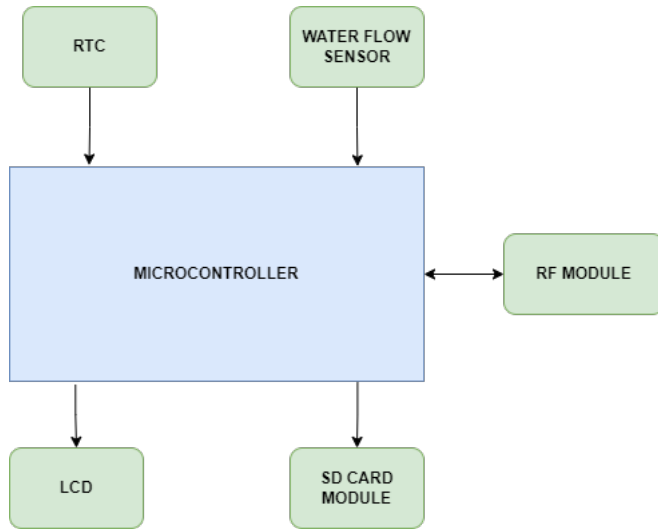 RTC
WATER FLOW
SENSOR
MICROCONTROLLER
RF MODULE
LCD
SD CARD
MODULE